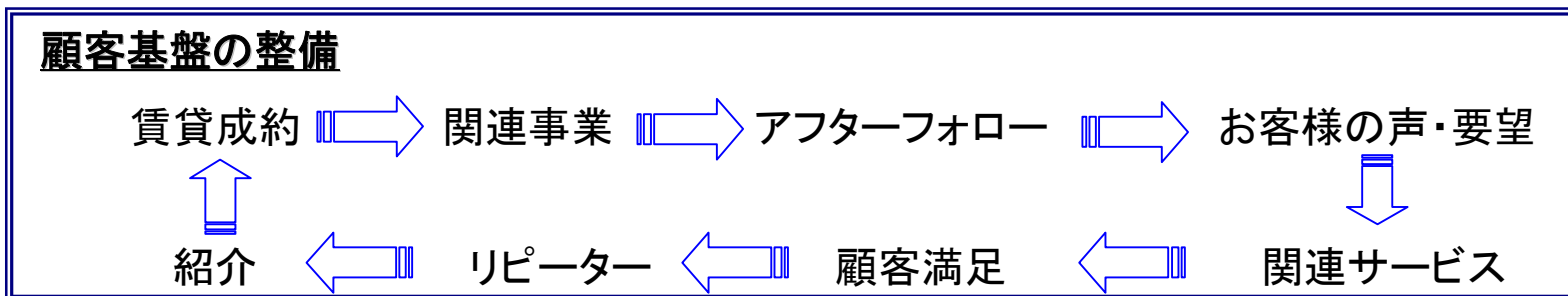 顧客基盤の整備
賃貸成約 関連事業 アフターフォロー お客様の声・要望
紹介 リピーター 顧客満足 関連サービス